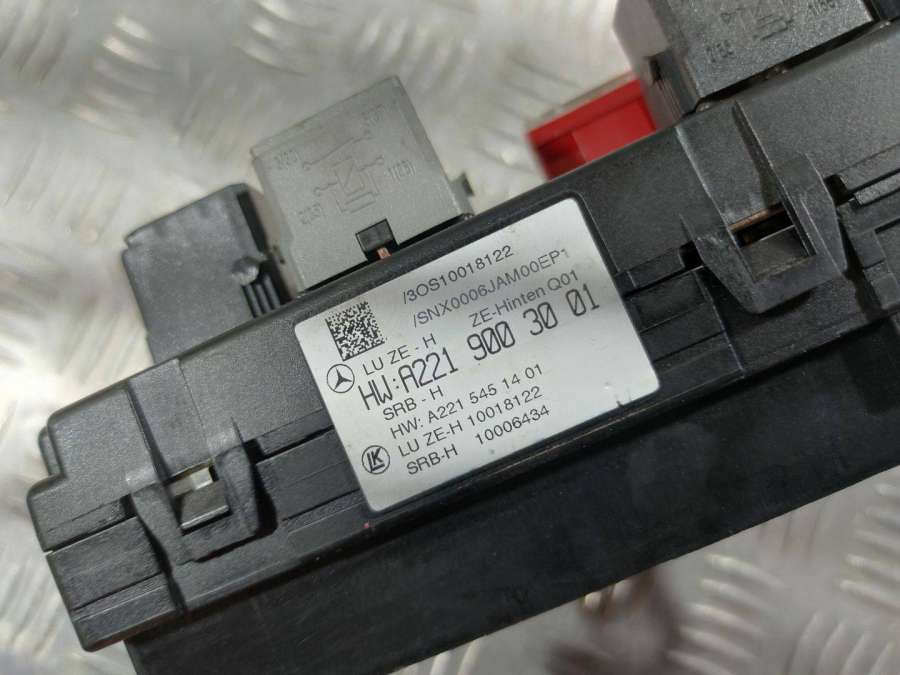 /3OS10018122
/SNX0006JAM00EP1
LU ZE - H ZE-Hinten Q01
HW: A221 900 30 01
SRB - H
HW: A221 545 14 01
LU ZE-H 10018122
SRB-H 10006434
LK